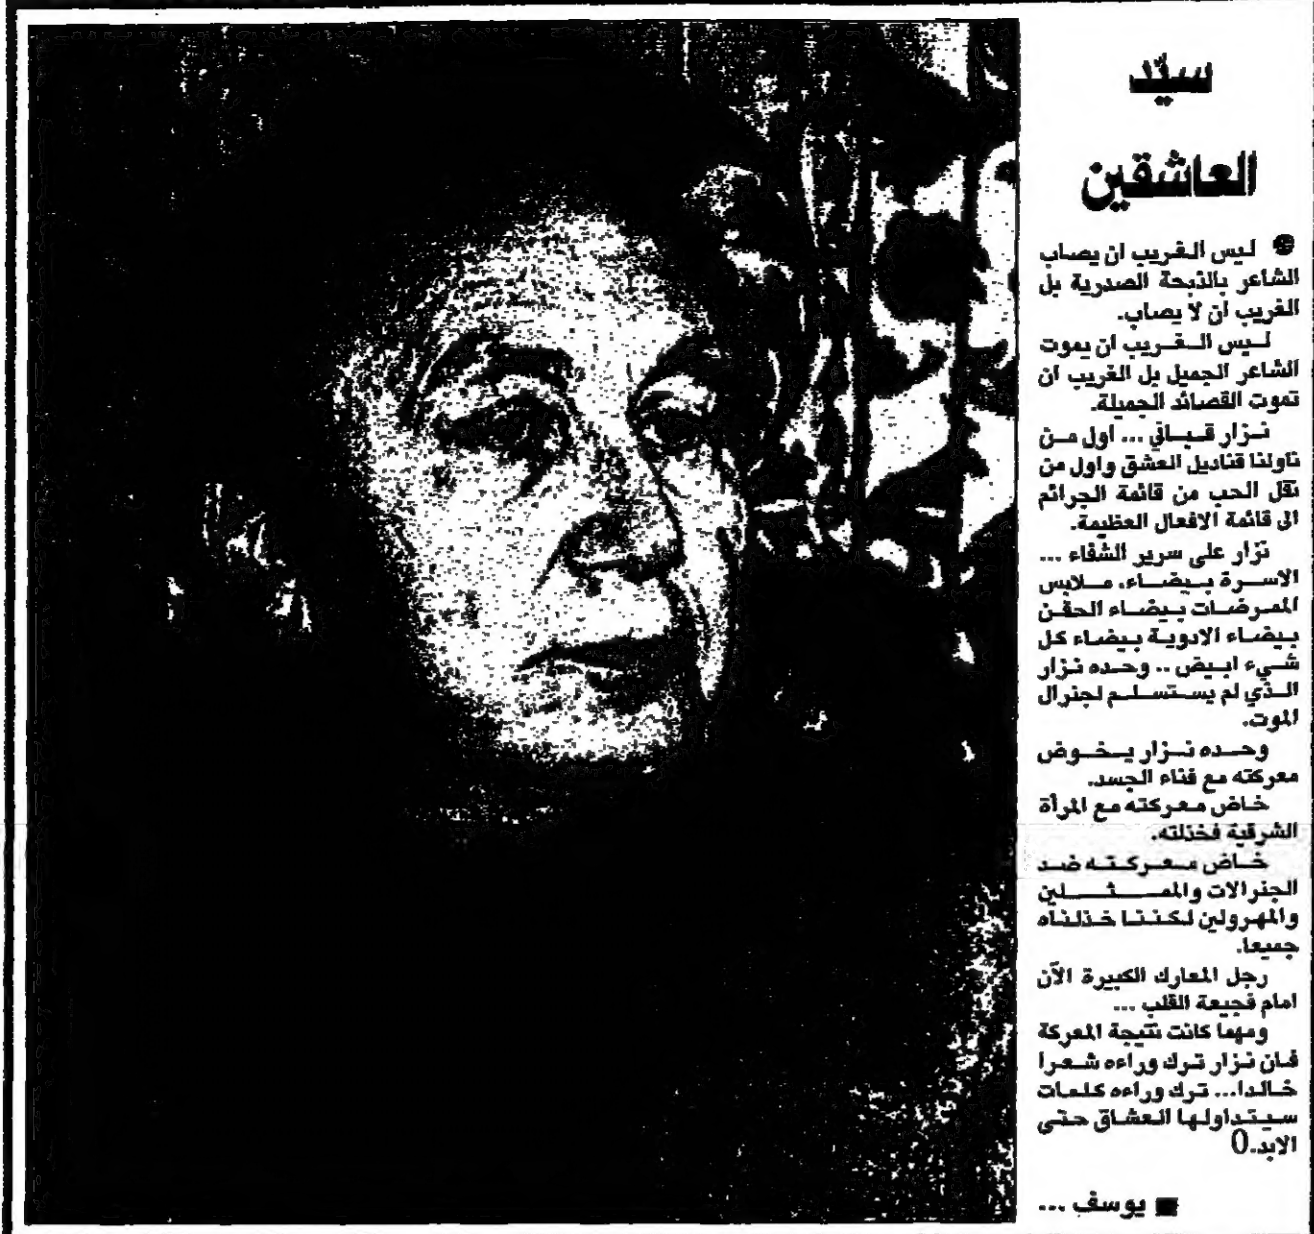 سيّد
العاشقين
● ليس الغريب ان يصاب
الشاعر بالذبحة الصدرية بل
الغريب ان لا يصاب.
ليس الغريب ان يموت
الشاعر الجميل بل الغريب ان
تموت القصائد الجميلة.
نزار قباني ... اول من
ناولنا قناديل العشق واول من
نقل الحب من قائمة الجرائم
الى قائمة الافعال العظيمة.
نزار على سرير الشفاء ...
الاسرة بيضاء، ملابس
الممرضات بيضاء الحقن
بيضاء الادوية بيضاء كل
شيء ابيض .. وحده نزار
الذي لم يستسلم لجنرال
الموت.
وحده نزار يخوض
معركته مع فناء الجسد.
خاض معركته مع المرأة
الشرقية فخذلته.
خاض معركته ضد
الجنرالات والممثلين
والمهرولين لكننا خذلناه
جميعا.
رجل المعارك الكبيرة الآن
امام فجيعة القلب ...
ومهما كانت نتيجة المعركة
فان نزار ترك وراءه شعرا
خالدا... ترك وراءه كلمات
سيتداولها العشاق حتى
الابد.0
■ يوسف ...